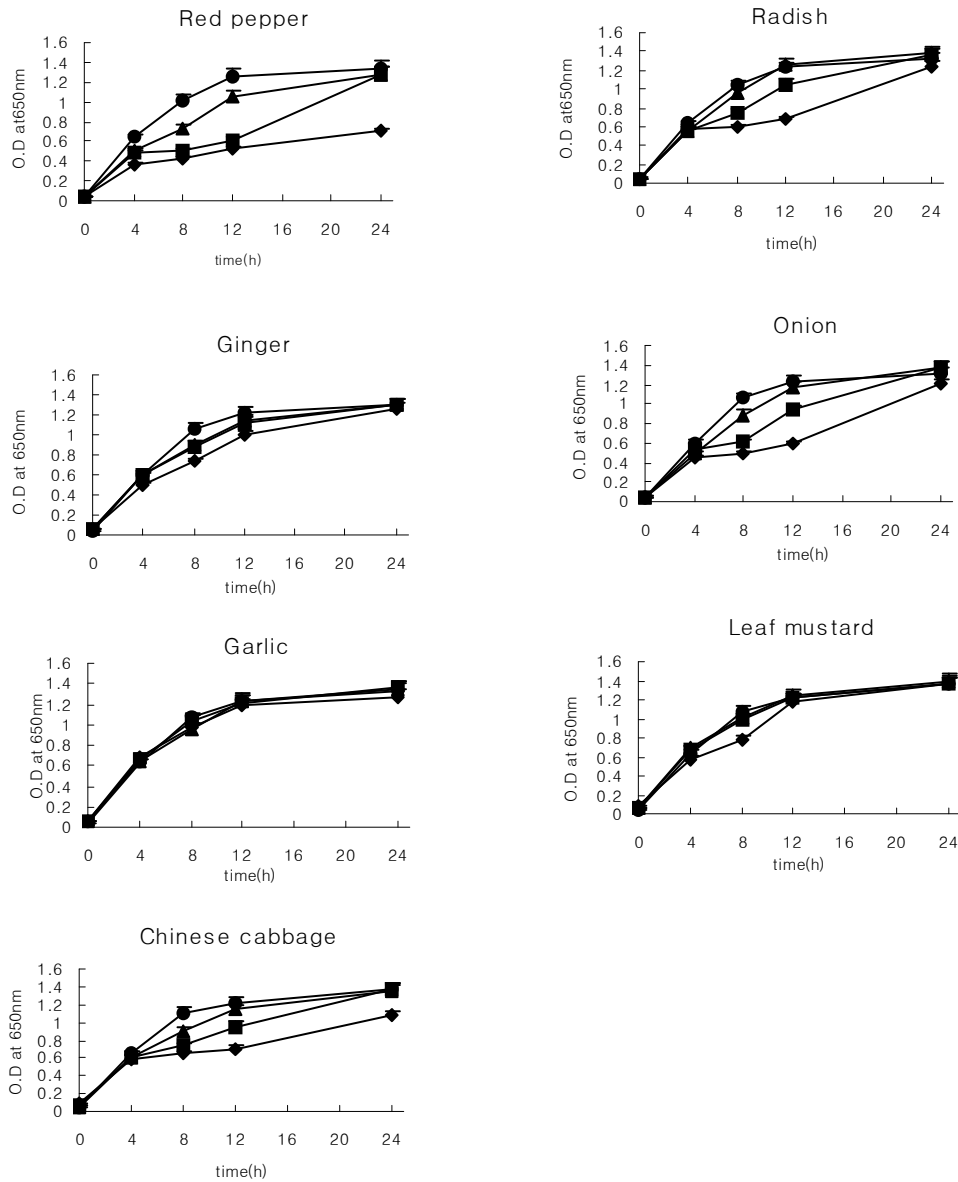 Red pepper
1.6
1.4
1.2
1
0.8
0.6
0.4
0.2
0
O.D at650nm
0 4 8 12 16 20 24
time(h)
Radish
1.6
1.4
1.2
1
0.8
0.6
0.4
0.2
0
O.D at650nm
0 4 8 12 16 20 24
time(h)
Ginger
1.6
1.4
1.2
1
0.8
0.6
0.4
0.2
0
O.D at 650nm
0 4 8 12 16 20 24
time(h)
Onion
1.6
1.4
1.2
1
0.8
0.6
0.4
0.2
0
O.D at 650nm
0 4 8 12 16 20 24
time(h)
Garlic
1.6
1.4
1.2
1
0.8
0.6
0.4
0.2
0
O.D at 650nm
0 4 8 12 16 20 24
time(h)
Leaf mustard
1.6
1.4
1.2
1
0.8
0.6
0.4
0.2
0
O.D at 650nm
0 4 8 12 16 20 24
time(h)
Chinese cabbage
1.6
1.4
1.2
1
0.8
0.6
0.4
0.2
0
O.D at 650nm
0 4 8 12 16 20 24
time(h)